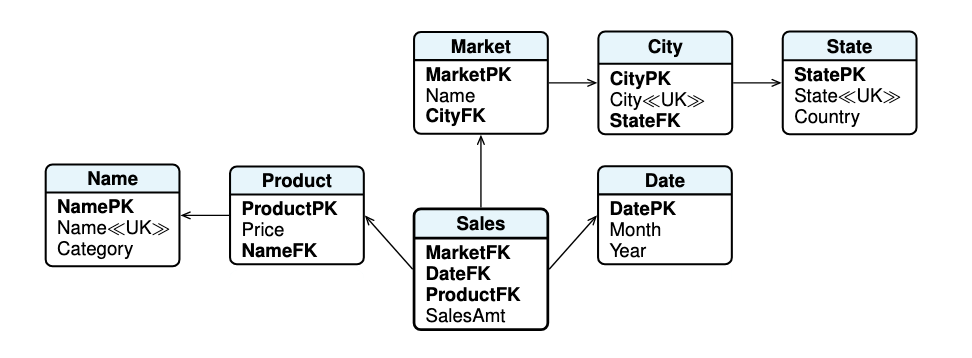 Market
MarketPK
Name
CityFK
City
CityPK
City≪UK≫
StateFK
State
StatePK
State≪UK≫
Country
Name
NamePK
Name≪UK≫
Category
Product
ProductPK
Price
NameFK
Sales
MarketFK
DateFK
ProductFK
SalesAmt
Date
DatePK
Month
Year